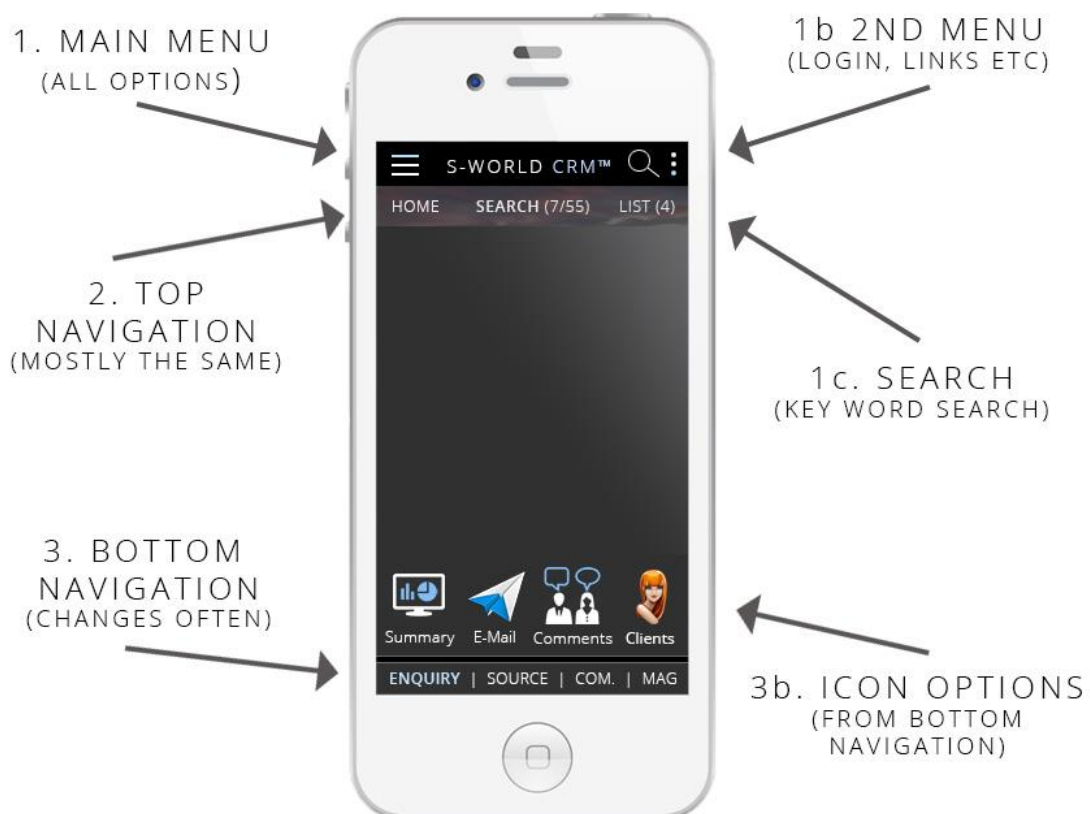 1. MAIN MENU
(ALL OPTIONS)
1b 2ND MENU
(LOGIN, LINKS ETC)
S-WORLD CRM™
HOME SEARCH (7/55) LIST (4)
2. TOP
NAVIGATION
(MOSTLY THE SAME)
1c. SEARCH
(KEY WORD SEARCH)
3. BOTTOM
NAVIGATION
(CHANGES OFTEN)
Summary E-Mail Comments Clients
ENQUIRY | SOURCE | COM. | MAG
3b. ICON OPTIONS
(FROM BOTTOM
NAVIGATION)